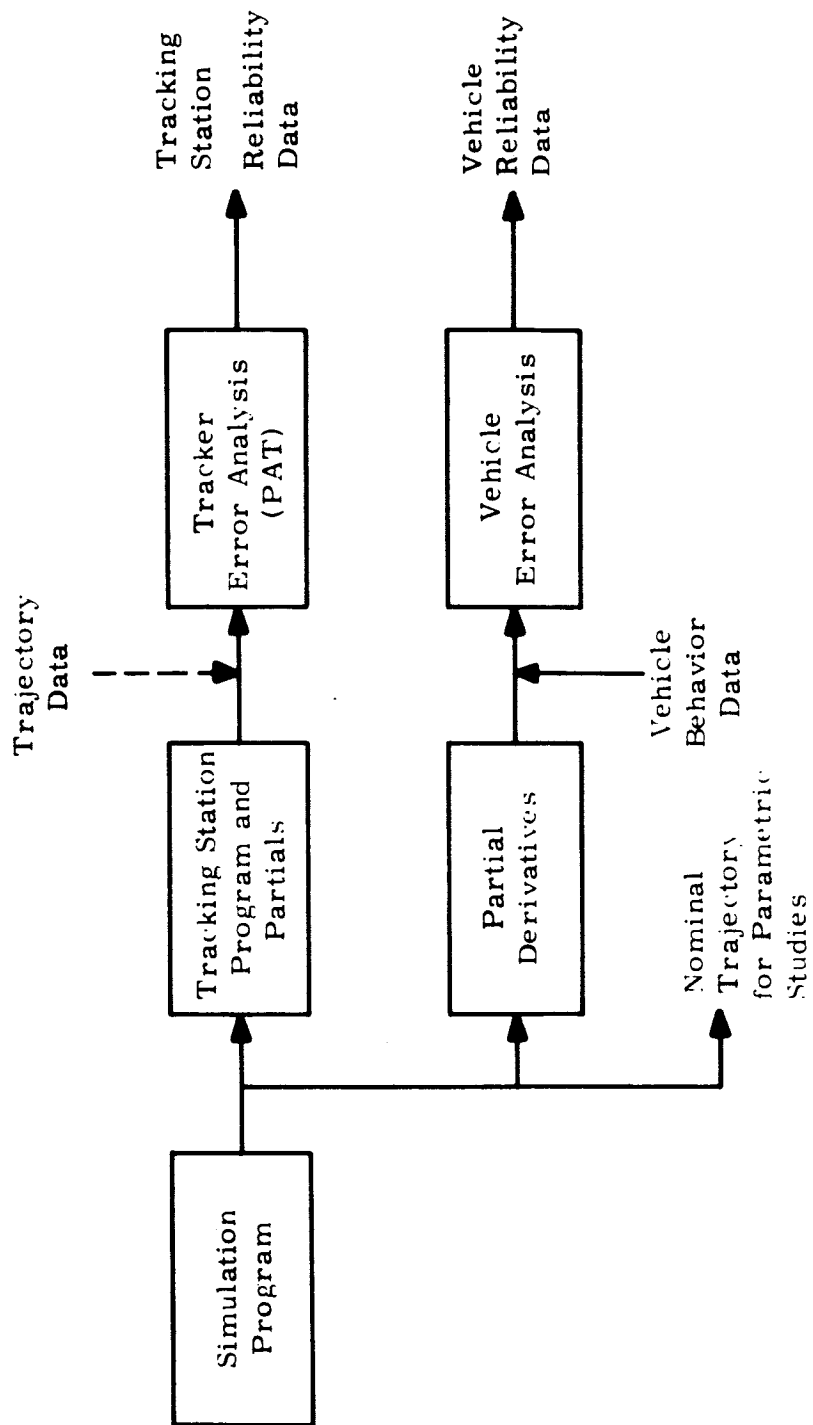 Simulation
Program
Tracking Station
Program and
Partials
Trajectory
Data
Tracker
Error Analysis
(PAT)
Tracking
Station
Reliability
Data
Partial
Derivatives
Vehicle
Behavior
Data
Vehicle
Error Analysis
Vehicle
Reliability
Data
Nominal
Trajectory
for Parametric
Studies